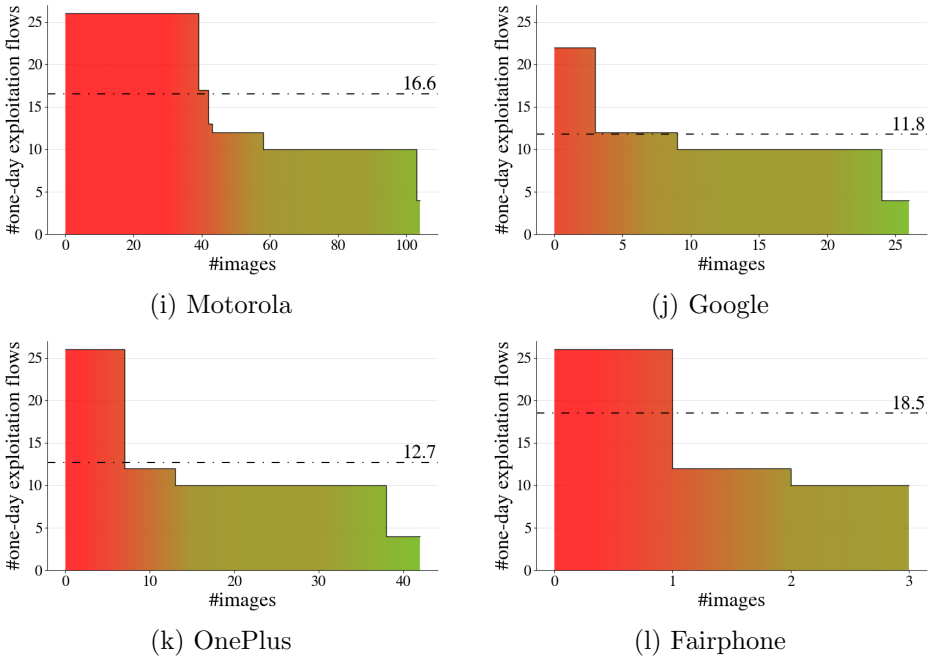 #one-day exploitation flows
25
20
15
10
5
0
16.6
0 20 40 60 80 100
#images
(i) Motorola
#one-day exploitation flows
25
20
15
10
5
0
11.8
0 5 10 15 20 25
#images
(j) Google
#one-day exploitation flows
25
20
15
10
5
0
12.7
0 10 20 30 40
#images
(k) OnePlus
#one-day exploitation flows
25
20
15
10
5
0
18.5
0 1 2 3
#images
(l) Fairphone